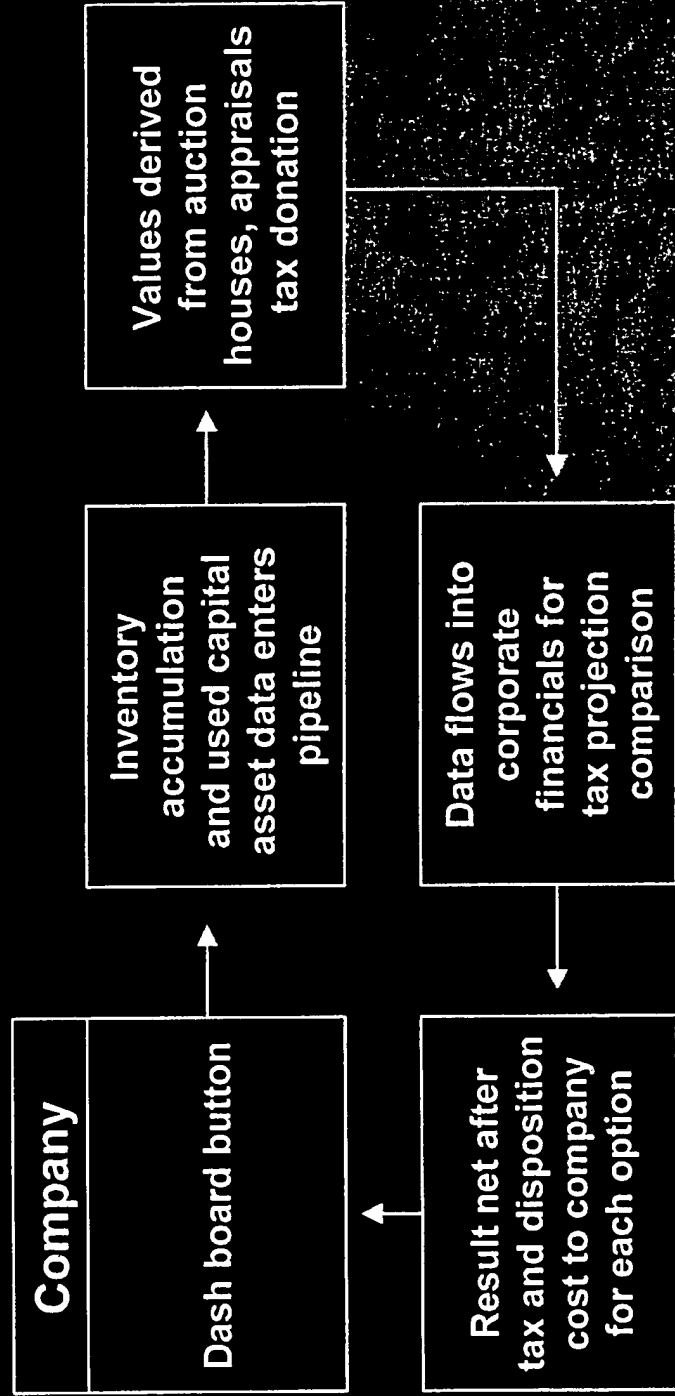 Company
Dash board button
Inventory
accumulation
and used capital
asset data enters
pipeline
Values derived
from auction
houses, appraisals
tax donation
Data flows into
corporate
financials for
tax projection
comparison
Result net after
tax and disposition
cost to company
for each option